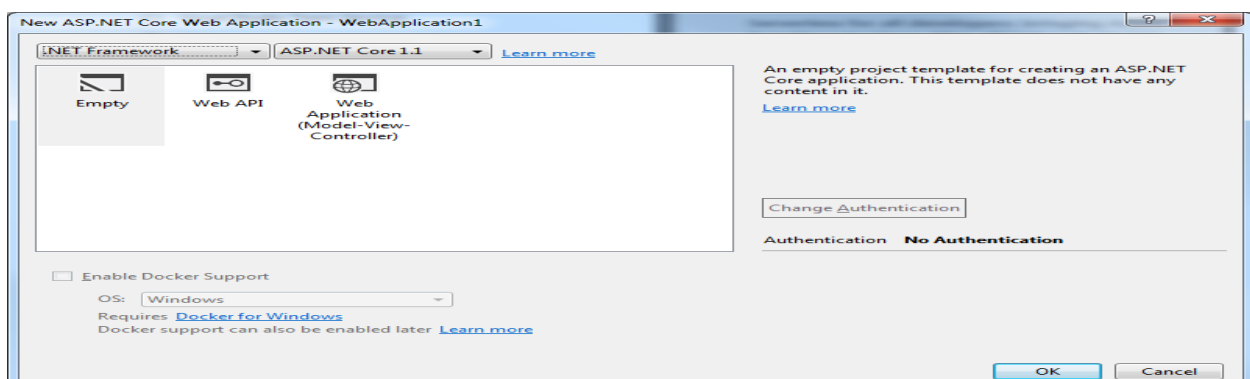 New ASP.NET Core Web Application - WebApplication1
.NET Framework ASP.NET Core 1.1 Learn more
Empty
Web API
Web
Application
(Model-View-
Controller)
An empty project template for creating an ASP.NET
Core application. This template does not have any
content in it.
Learn more
Change Authentication
Authentication No Authentication
Enable Docker Support
OS: Windows
Requires Docker for Windows
Docker support can also be enabled later Learn more
OK Cancel